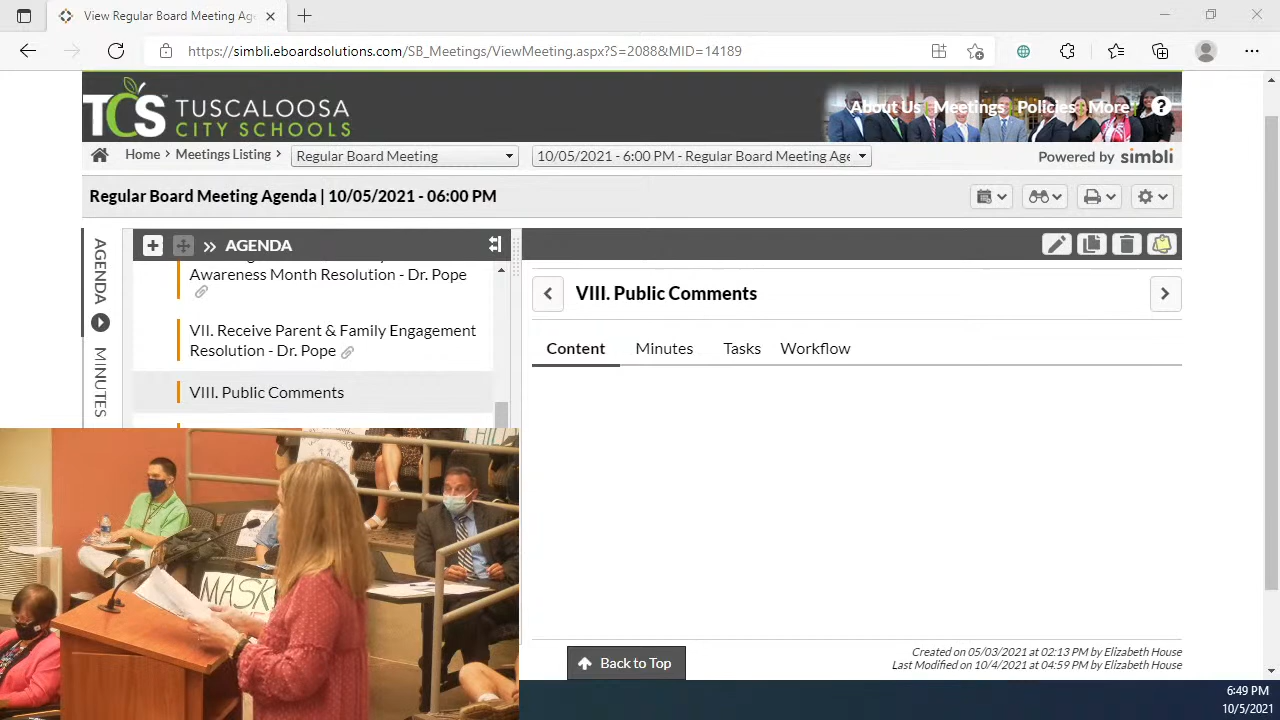 View Regular Board Meeting Ag
https://simbli.eboardsolutions.com/SB_Meetings/ViewMeeting.aspx?S=2088&MID=14189
TCS TUSCALOOSA
CITY SCHOOLS
About Us Meetings Policies More
Home Meetings Listing Regular Board Meeting 10/05/2021 - 6:00 PM - Regular Board Meeting Age
Powered by simbli
Regular Board Meeting Agenda | 10/05/2021 - 06:00 PM
AGENDA
MINUTES
AGENDA
Awareness Month Resolution - Dr. Pope
VII. Receive Parent & Family Engagement
Resolution - Dr. Pope
VIII. Public Comments
VIII. Public Comments
Content Minutes Tasks Workflow
MASK
Back to Top
Created on 05/03/2021 at 02:13 PM by Elizabeth House
Last Modified on 10/4/2021 at 04:59 PM by Elizabeth House
6:49 PM
10/5/2021